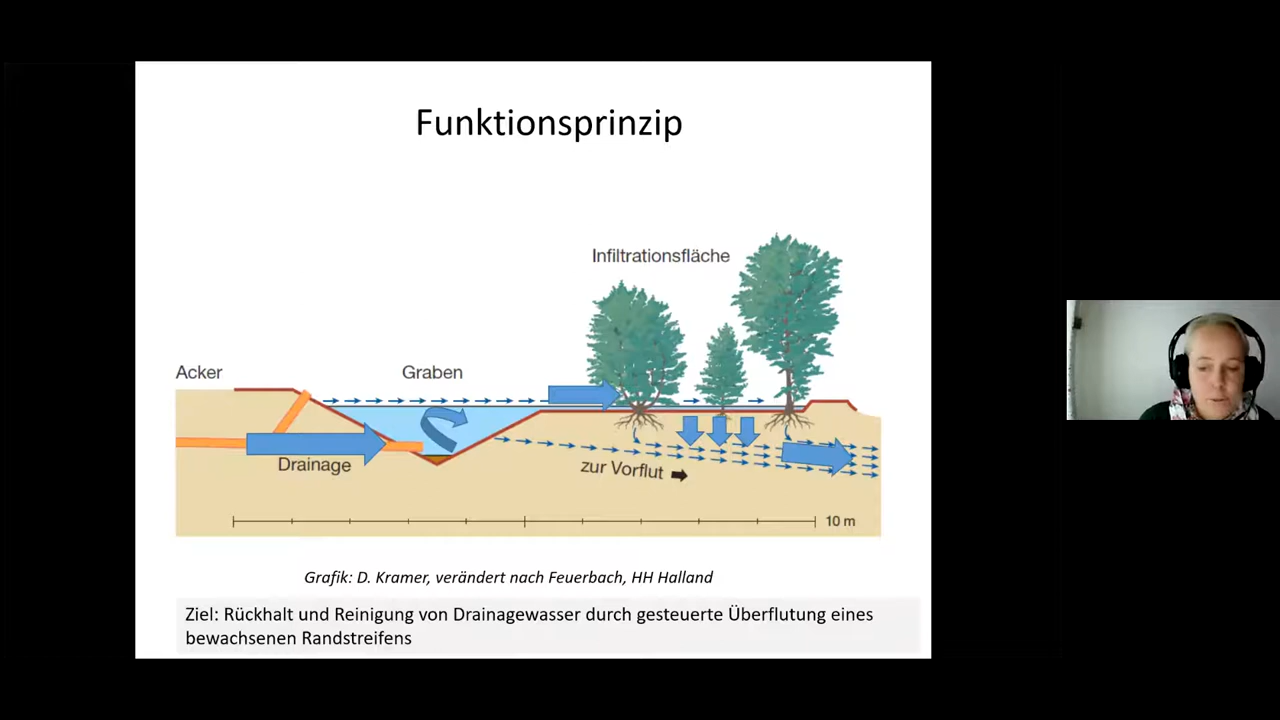 Funktionsprinzip
Infiltrationsfläche
Acker
Graben
Drainage
zur Vorflut
10 m
Grafik: D. Kramer, verändert nach Feuerbach, HH Halland
Ziel: Rückhalt und Reinigung von Drainagewasser durch gesteuerte Überflutung eines
bewachsenen Randstreifens